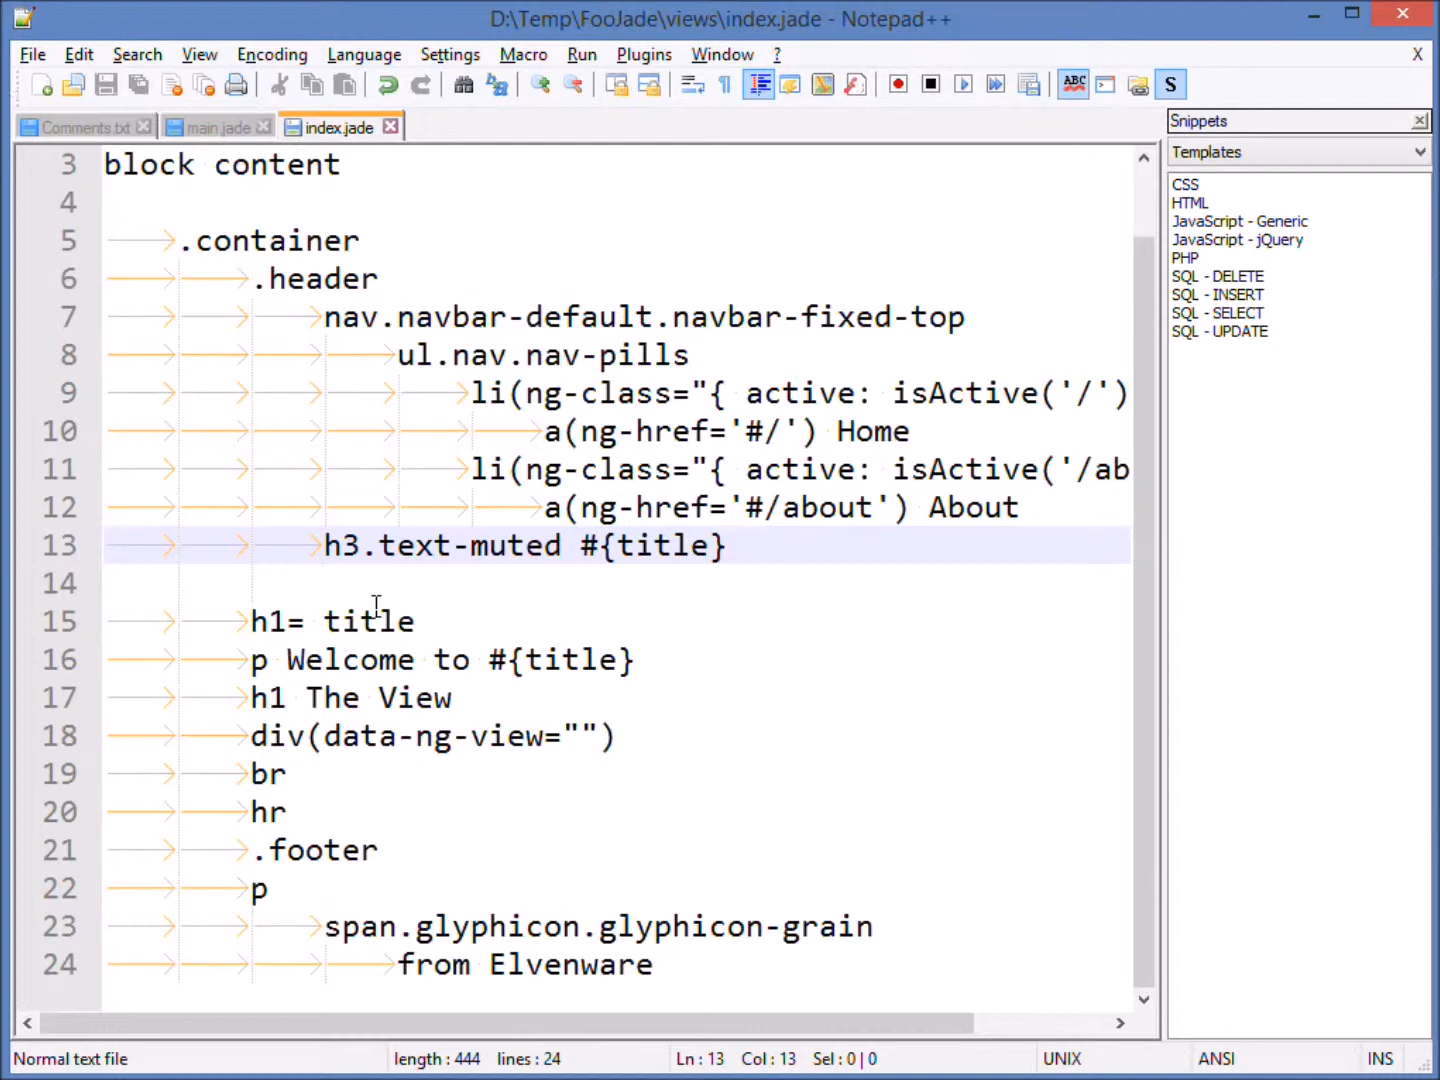 D:\Temp\FooJade\views\index.jade - Notepad++
File Edit Search View Encoding Language Settings Macro Run Plugins Window ? X
ABC S
Comments.txt main.jade index.jade
Snippets
Templates
CSS
HTML
JavaScript - Generic
JavaScript - jQuery
PHP
SQL - DELETE
SQL - INSERT
SQL - SELECT
SQL - UPDATE
3 block content
4
5 .container
6 .header
7 nav.navbar-default.navbar-fixed-top
8 ul.nav.nav-pills
9 li(ng-class="{ active: isActive('/')
10 a(ng-href='#/') Home
11 li(ng-class="{ active: isActive('/ab
12 a(ng-href='#/about') About
13 h3.text-muted #{title}
14
15 h1= title
16 p Welcome to #{title}
17 h1 The View
18 div(data-ng-view="")
19 br
20 hr
21 .footer
22 p
23 span.glyphicon.glyphicon-grain
24 from Elvenware
Normal text file length : 444 lines : 24 Ln : 13 Col : 13 Sel : 0 | 0 UNIX ANSI INS